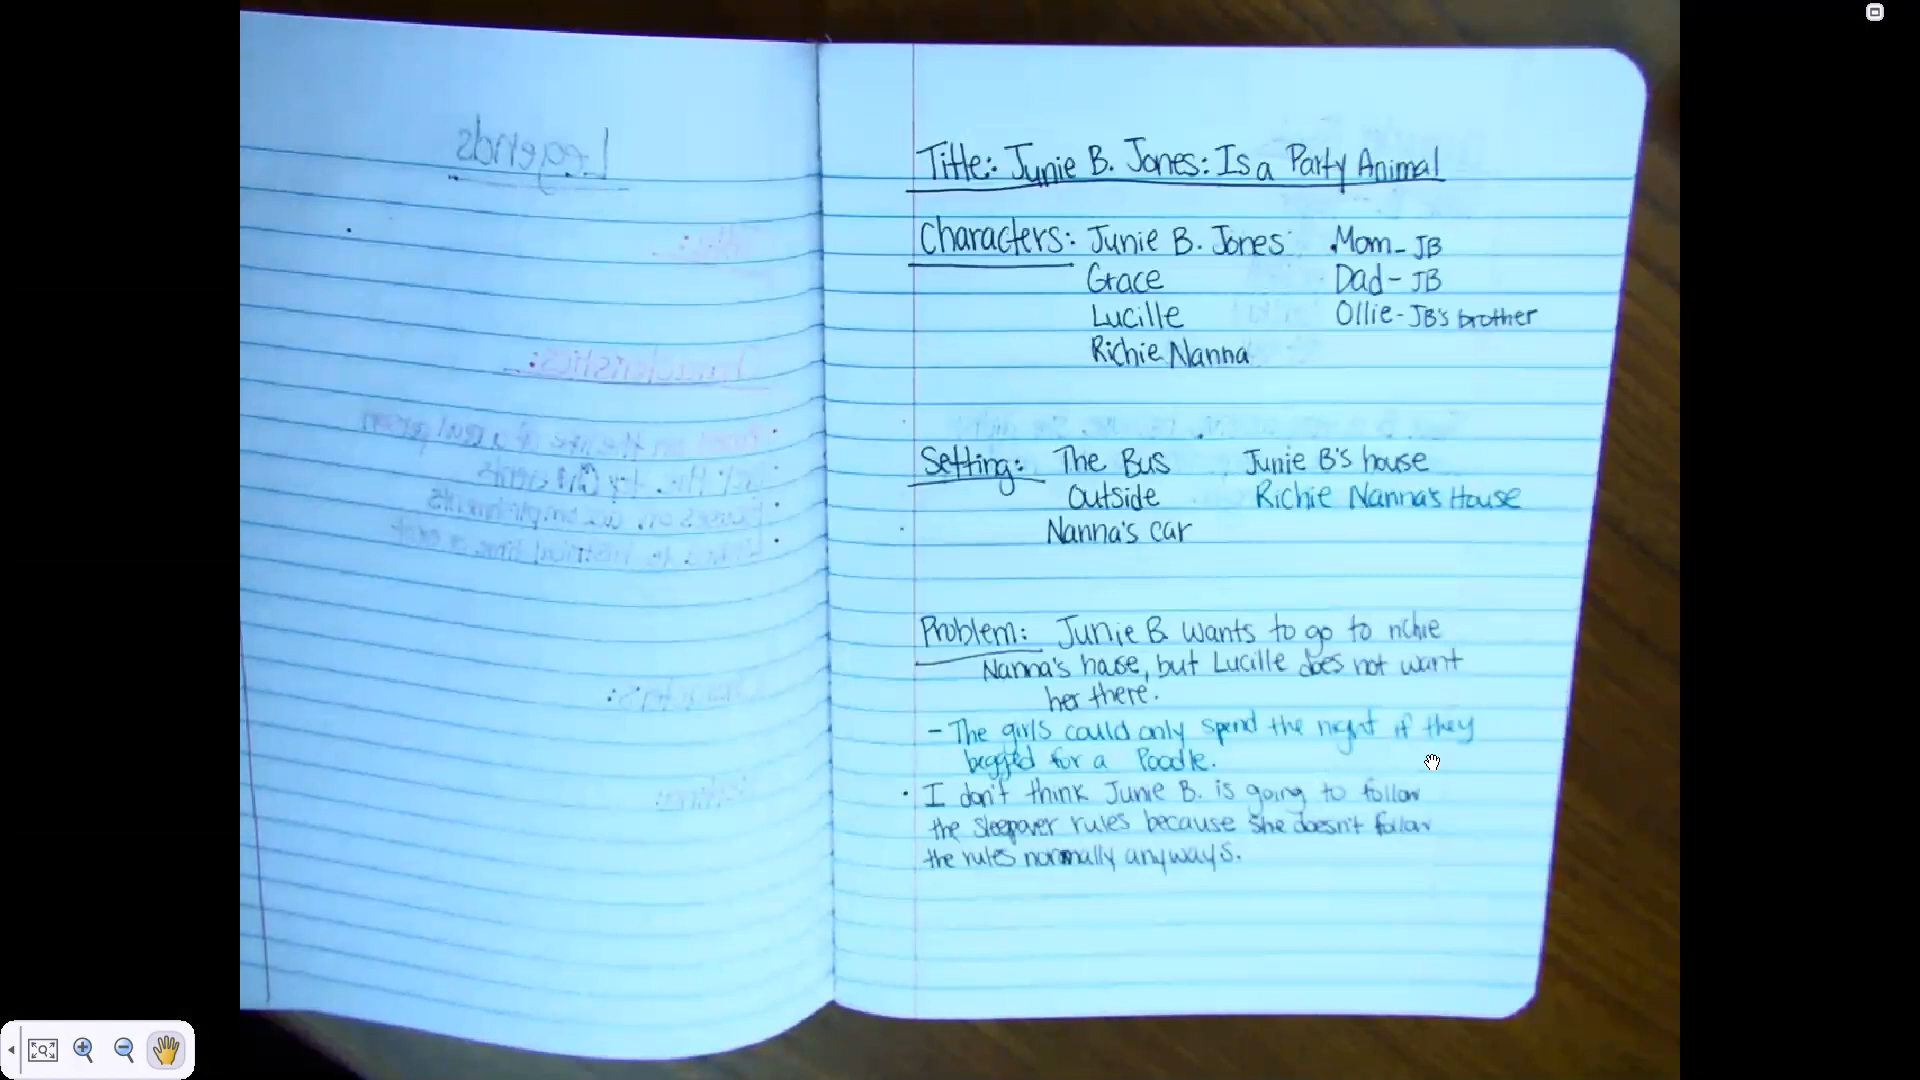 Legends
Title: Junie B. Jones: Is a Party Animal
Characters: Junie B. Jones Mom - JB
Grace Dad - JB
Lucille Ollie - JB's brother
Richie Nanna
Setting: The Bus Junie B's house
Outside Richie Nanna's House
Nanna's car
Problem: Junie B wants to go to richie
Nanna's house, but Lucille does not want
her there.
- The girls could only spend the night if they
begged for a Poodle.
• I don't think Junie B. is going to follow
the sleepover rules because she doesn't follow
the rules normally anyways.